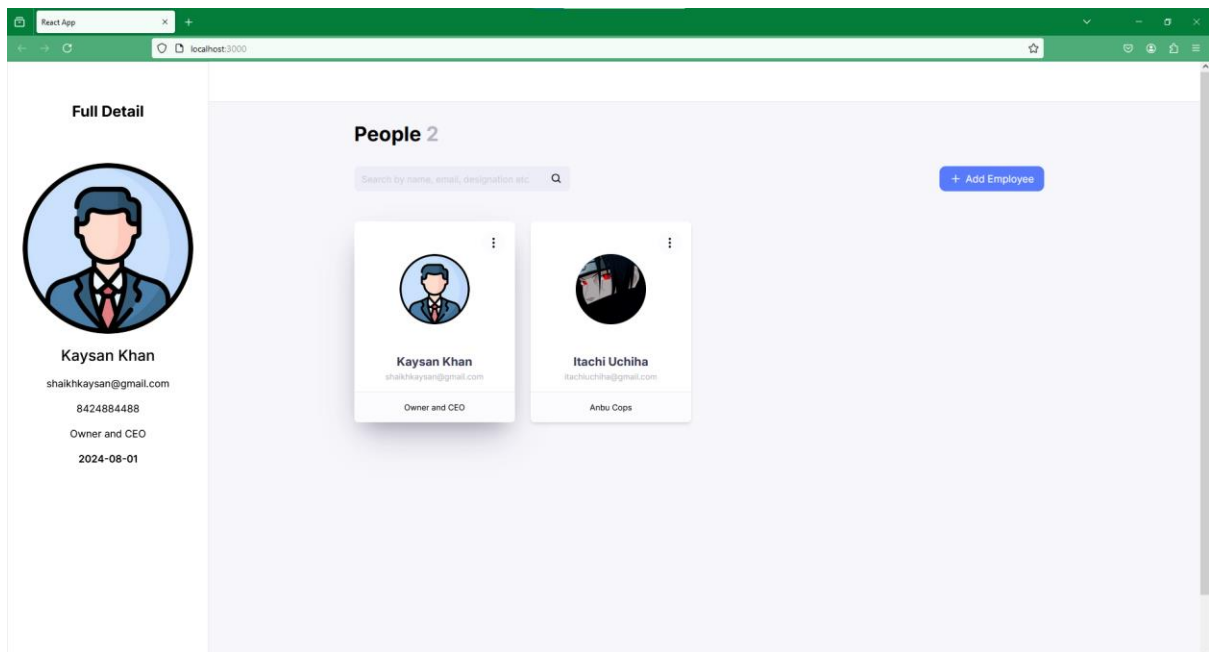 React App
localhost:3000
Full Detail
Kaysan Khan
shaikhkaysan@gmail.com
8424884488
Owner and CEO
2024-08-01
People 2
Search by name, email, designation etc
+ Add Employee
Kaysan Khan
shaikhkaysan@gmail.com
Owner and CEO
Itachi Uchiha
itachiuchiha@gmail.com
Anbu Cops